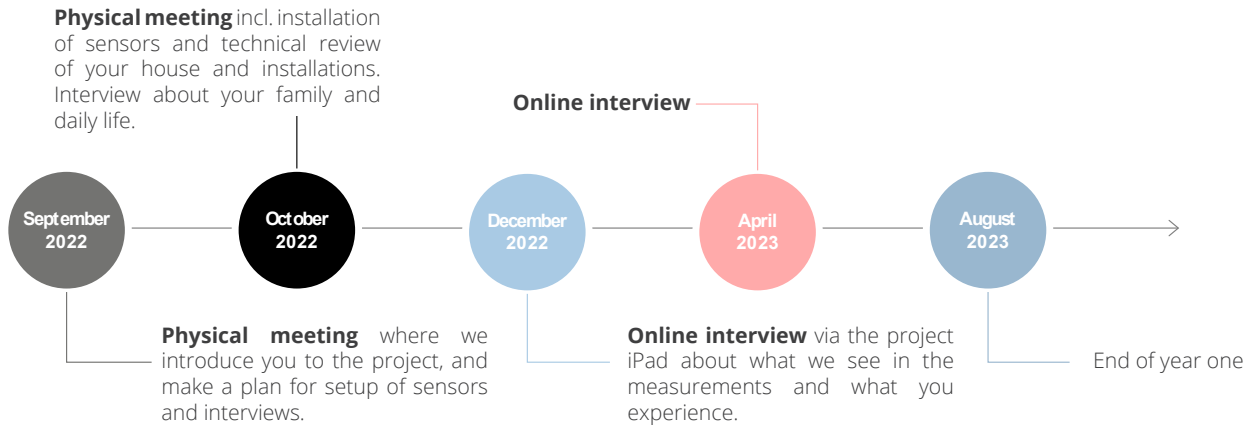 Physical meeting incl. installation
of sensors and technical review
of your house and installations.
Interview about your family and
daily life.
Online interview
September
2022
October
2022
December
2022
April
2023
August
2023
Physical meeting where we
introduce you to the project, and
make a plan for setup of sensors
and interviews.
Online interview via the project
iPad about what we see in the
measurements and what you
experience.
End of year one